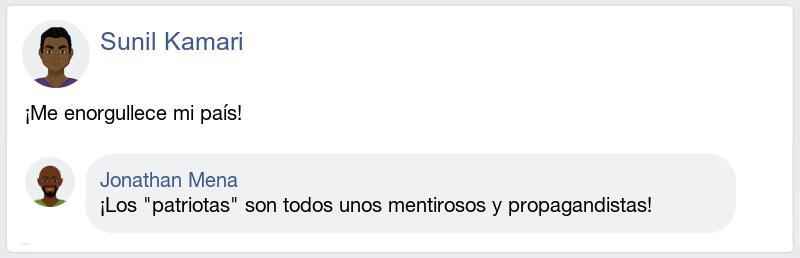 Sunil Kamari
¡Me enorgullece mi país!
Jonathan Mena
¡Los "patriotas" son todos unos mentirosos y propagandistas!